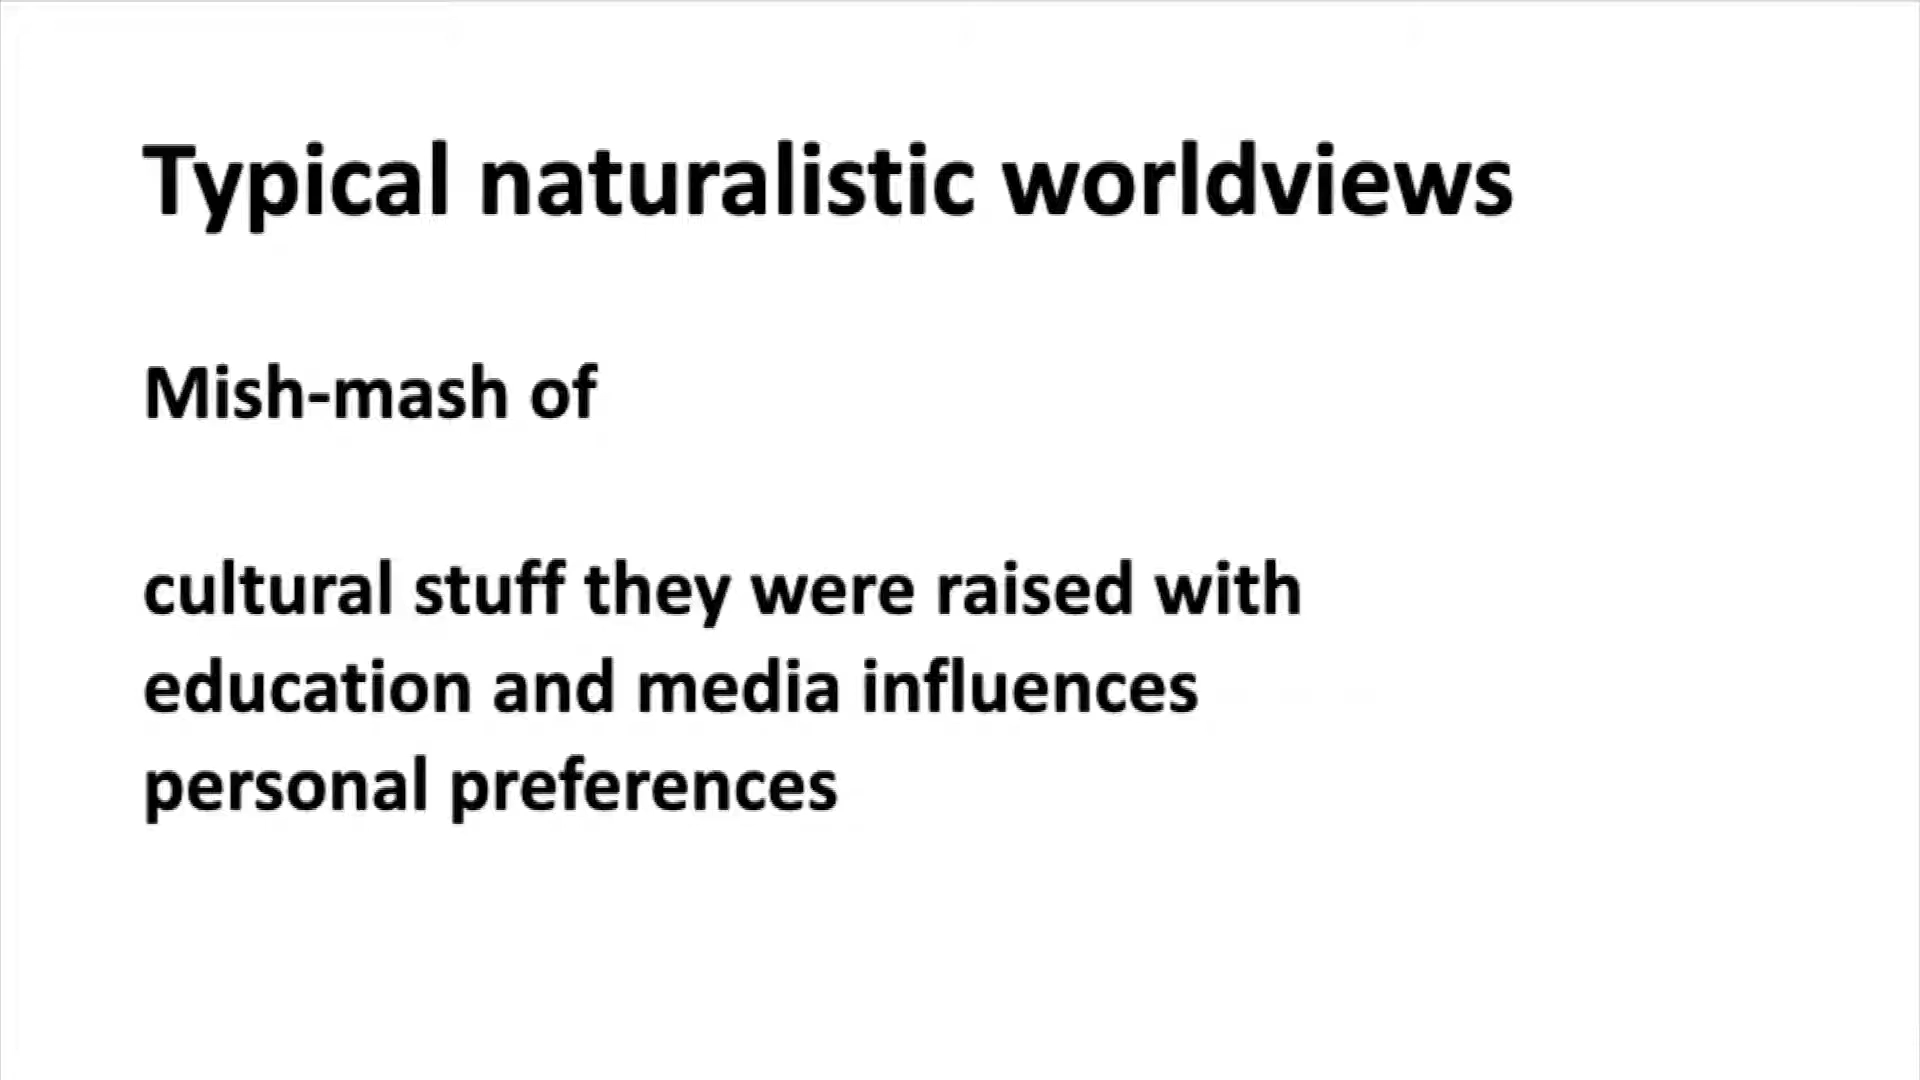 Typical naturalistic worldviews
Mish-mash of
cultural stuff they were raised with
education and media influences
personal preferences